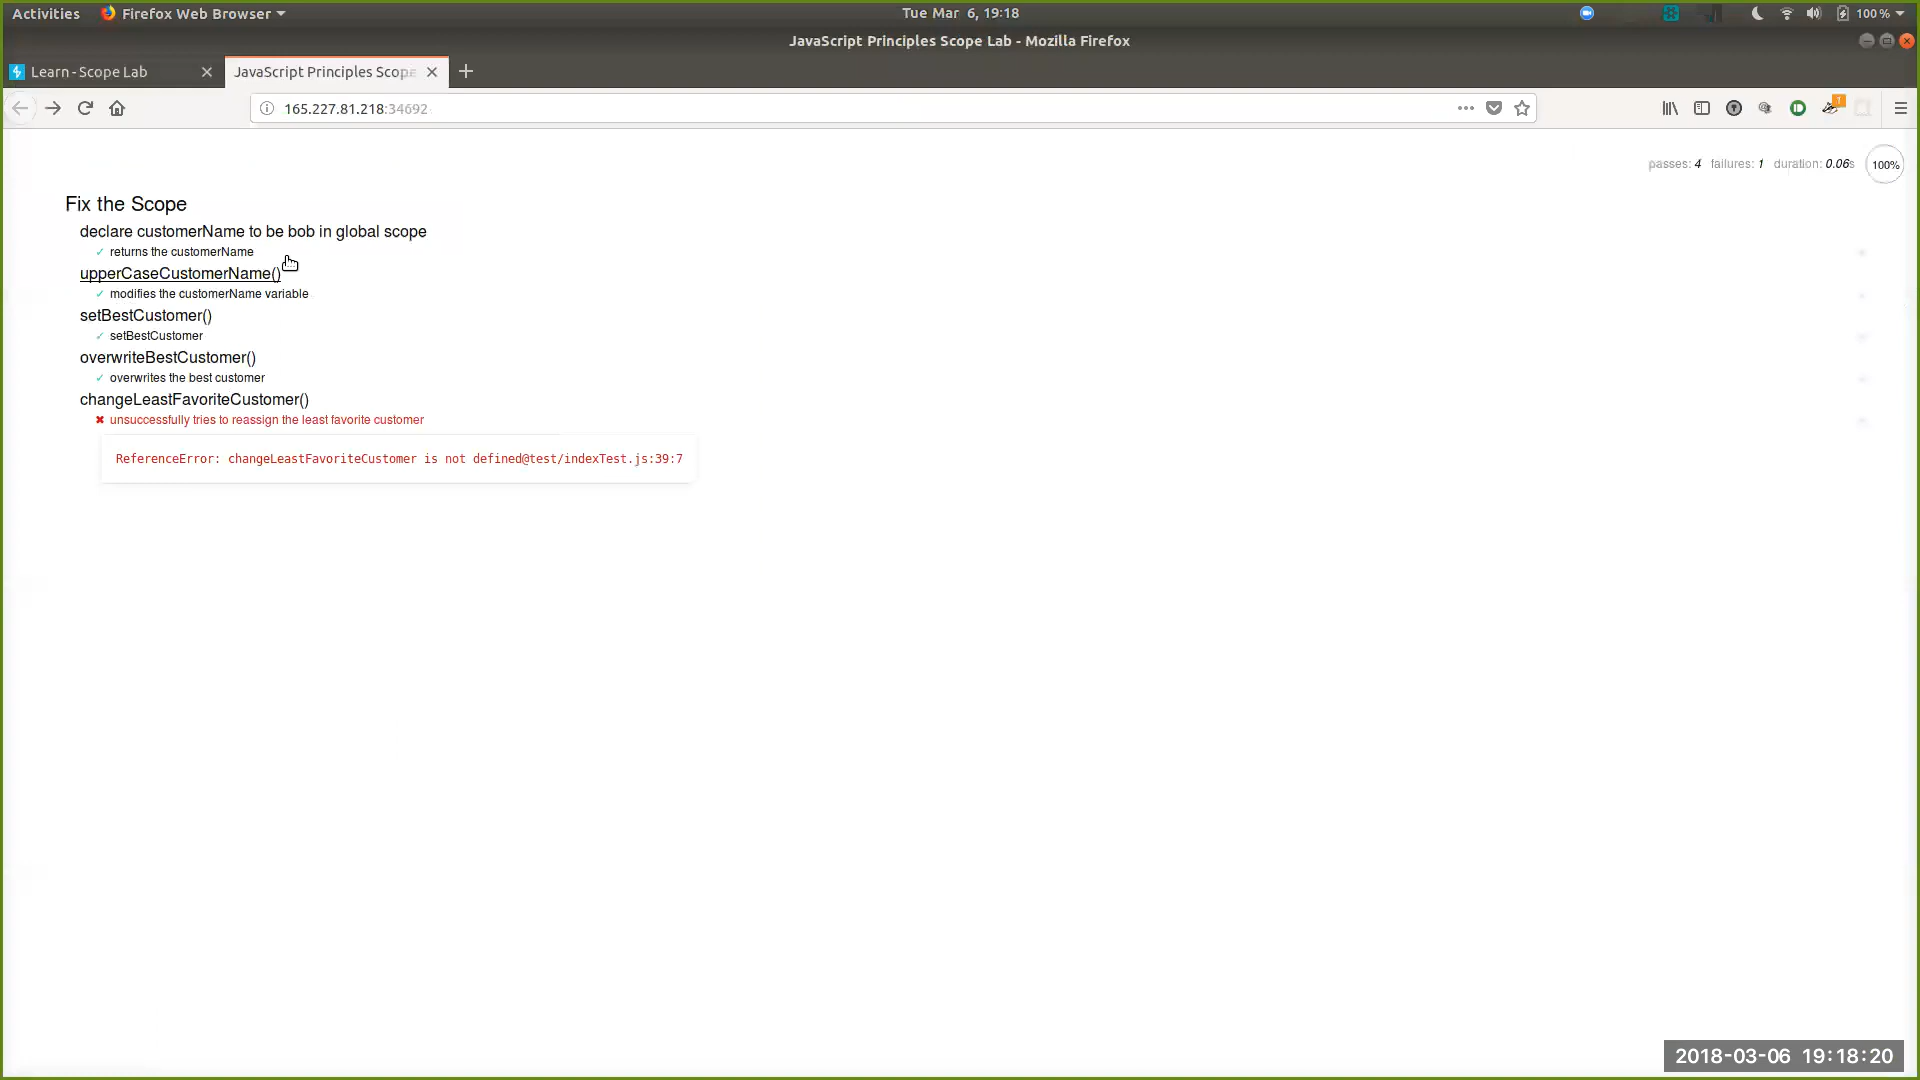 Activities Firefox Web Browser Tue Mar 6, 19:18 100 %
JavaScript Principles Scope Lab - Mozilla Firefox
Learn - Scope Lab JavaScript Principles Scope
165.227.81.218:34692 1
passes: 4 failures: 1 duration: 0.06s 100%
Fix the Scope
declare customerName to be bob in global scope
✓ returns the customerName
upperCaseCustomerName()
✓ modifies the customerName variable
setBestCustomer()
✓ setBestCustomer
overwriteBestCustomer()
✓ overwrites the best customer
changeLeastFavoriteCustomer()
✖ unsuccessfully tries to reassign the least favorite customer
ReferenceError: changeLeastFavoriteCustomer is not defined@test/indexTest.js:39:7
2018-03-06 19:18:20